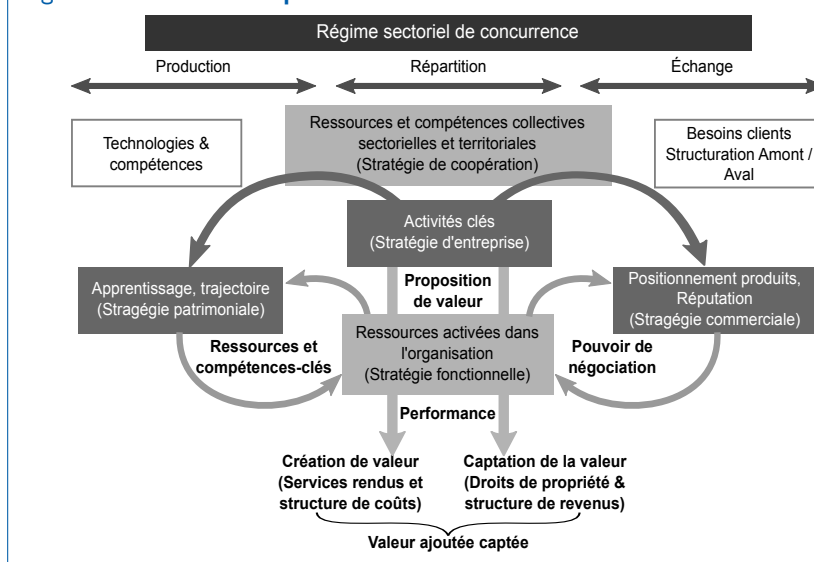 Régime sectoriel de concurrence
Production
Répartition
Échange
Technologies &
compétences
Ressources et compétences collectives
sectorielles et territoriales
(Stratégie de coopération)
Besoins clients
Structuration Amont /
Aval
Activités clés
(Stratégie d'entreprise)
Apprentissage, trajectoire
(Stragégie patrimoniale)
Proposition
de valeur
Positionnement produits,
Réputation
(Stragégie commerciale)
Ressources et
compétences-clés
Ressources activées dans
l'organisation
(Stratégie fonctionnelle)
Pouvoir de
négociation
Performance
Création de valeur
(Services rendus et
structure de coûts)
Captation de la valeur
(Droits de propriété &
structure de revenus)
Valeur ajoutée captée